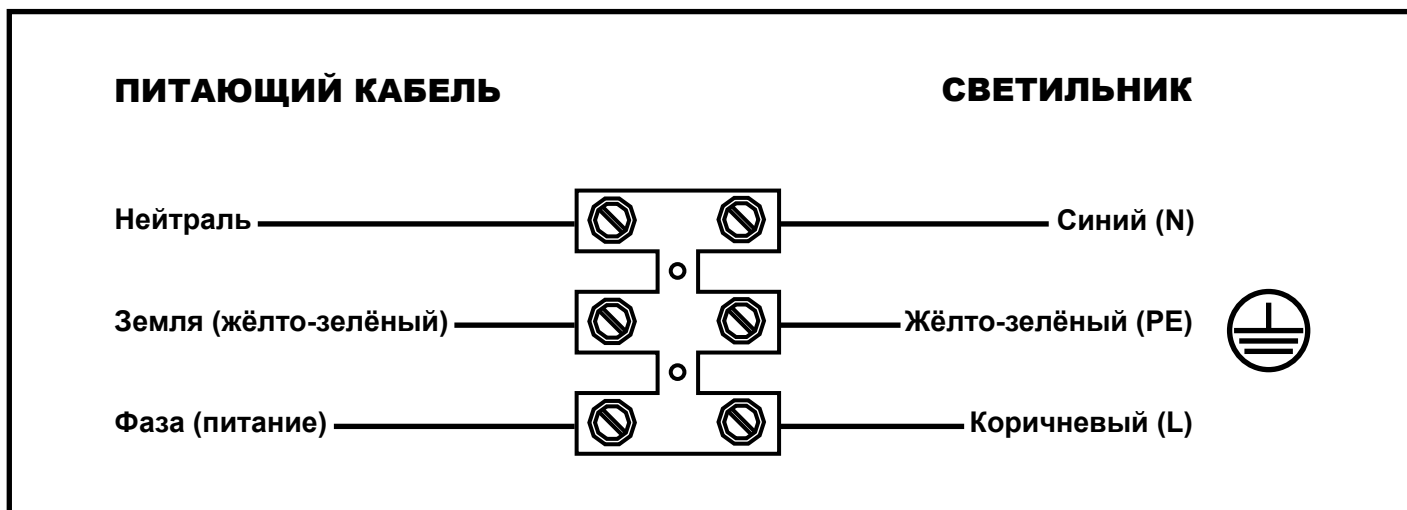 ПИТАЮЩИЙ КАБЕЛЬ СВЕТИЛЬНИК
Нейтраль Синий (N)
Земля (жёлто-зелёный) Жёлто-зелёный (PE)
Фаза (питание) Коричневый (L)